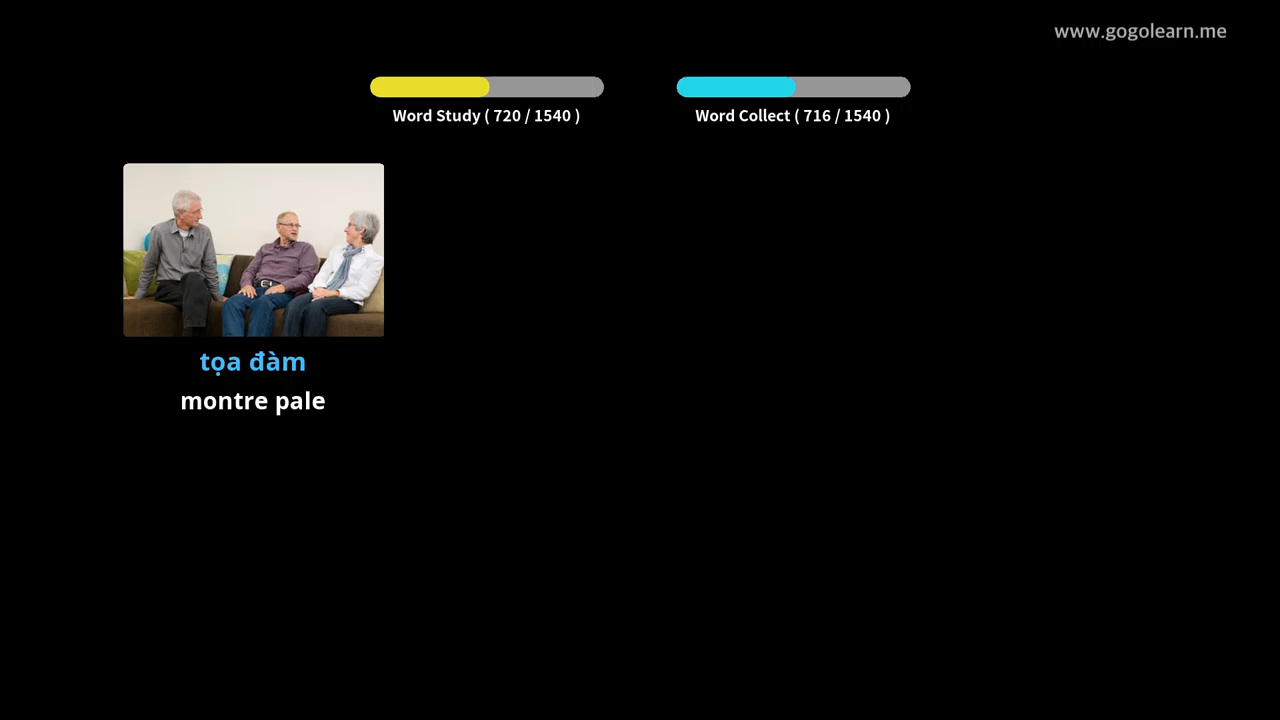 www.gogolearn.me
Word Study ( 720 / 1540 )
Word Collect ( 716 / 1540 )
tọa đàm
montre pale